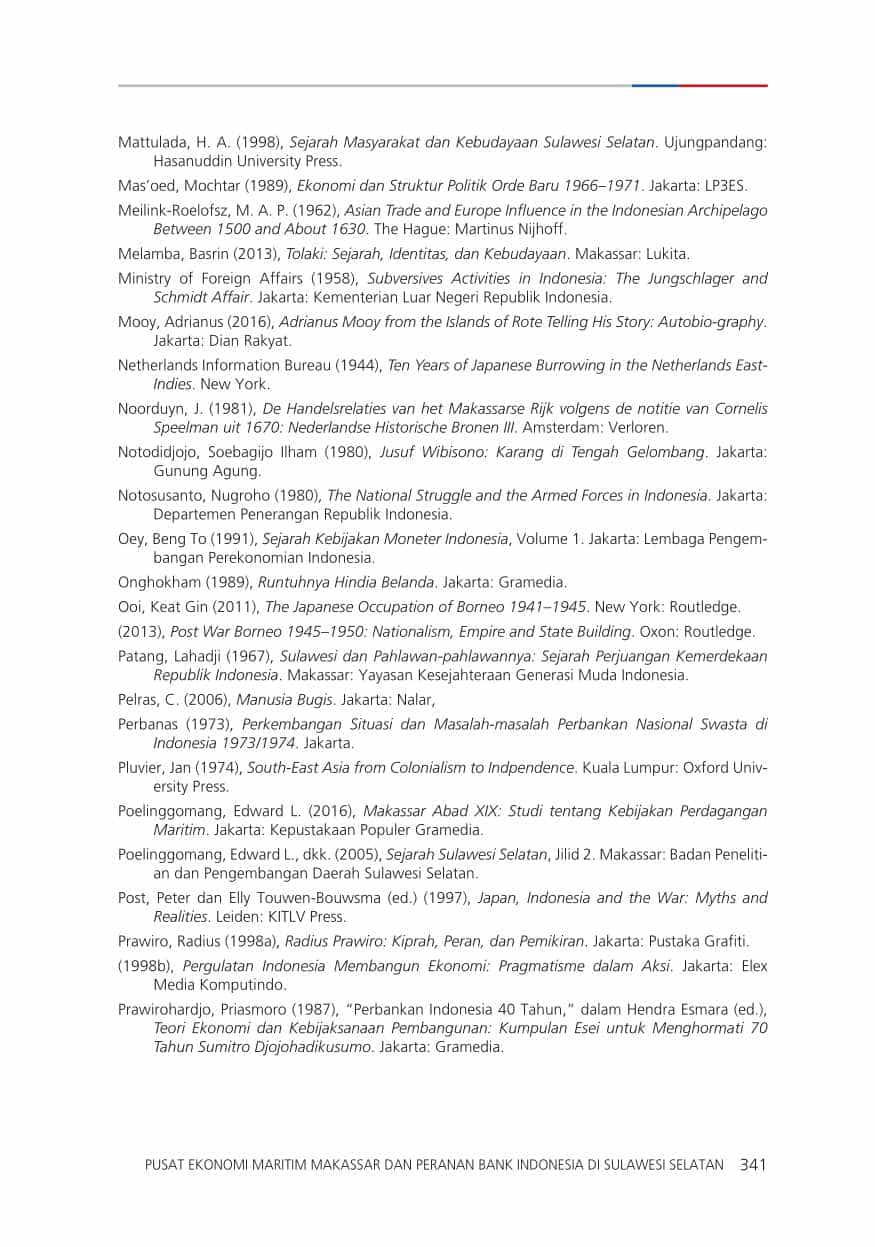 Mattulada, H. A. (1998), Sejarah Masyarakat dan Kebudayaan Sulawesi Selatan. Ujungpandang:
Hasanuddin University Press.
Mas’oed, Mochtar (1989), Ekonomi dan Struktur Politik Orde Baru 1966–1971. Jakarta: LP3ES.
Meilink-Roelofsz, M. A. P. (1962), Asian Trade and Europe Influence in the Indonesian Archipelago
Between 1500 and About 1630. The Hague: Martinus Nijhoff.
Melamba, Basrin (2013), Tolaki: Sejarah, Identitas, dan Kebudayaan. Makassar: Lukita.
Ministry of Foreign Affairs (1958), Subversives Activities in Indonesia: The Jungschlager and
Schmidt Affair. Jakarta: Kementerian Luar Negeri Republik Indonesia.
Mooy, Adrianus (2016), Adrianus Mooy from the Islands of Rote Telling His Story: Autobio-graphy.
Jakarta: Dian Rakyat.
Netherlands Information Bureau (1944), Ten Years of Japanese Burrowing in the Netherlands East-
Indies. New York.
Noorduyn, J. (1981), De Handelsrelaties van het Makassarse Rijk volgens de notitie van Cornelis
Speelman uit 1670: Nederlandse Historische Bronen III. Amsterdam: Verloren.
Notodidjojo, Soebagijo Ilham (1980), Jusuf Wibisono: Karang di Tengah Gelombang. Jakarta:
Gunung Agung.
Notosusanto, Nugroho (1980), The National Struggle and the Armed Forces in Indonesia. Jakarta:
Departemen Penerangan Republik Indonesia.
Oey, Beng To (1991), Sejarah Kebijakan Moneter Indonesia, Volume 1. Jakarta: Lembaga Pengem-
bangan Perekonomian Indonesia.
Onghokham (1989), Runtuhnya Hindia Belanda. Jakarta: Gramedia.
Ooi, Keat Gin (2011), The Japanese Occupation of Borneo 1941–1945. New York: Routledge.
(2013), Post War Borneo 1945–1950: Nationalism, Empire and State Building. Oxon: Routledge.
Patang, Lahadji (1967), Sulawesi dan Pahlawan-pahlawannya: Sejarah Perjuangan Kemerdekaan
Republik Indonesia. Makassar: Yayasan Kesejahteraan Generasi Muda Indonesia.
Pelras, C. (2006), Manusia Bugis. Jakarta: Nalar,
Perbanas (1973), Perkembangan Situasi dan Masalah-masalah Perbankan Nasional Swasta di
Indonesia 1973/1974. Jakarta.
Pluvier, Jan (1974), South-East Asia from Colonialism to Indpendence. Kuala Lumpur: Oxford Univ-
ersity Press.
Poelinggomang, Edward L. (2016), Makassar Abad XIX: Studi tentang Kebijakan Perdagangan
Maritim. Jakarta: Kepustakaan Populer Gramedia.
Poelinggomang, Edward L., dkk. (2005), Sejarah Sulawesi Selatan, Jilid 2. Makassar: Badan Peneliti-
an dan Pengembangan Daerah Sulawesi Selatan.
Post, Peter dan Elly Touwen-Bouwsma (ed.) (1997), Japan, Indonesia and the War: Myths and
Realities. Leiden: KITLV Press.
Prawiro, Radius (1998a), Radius Prawiro: Kiprah, Peran, dan Pemikiran. Jakarta: Pustaka Grafiti.
(1998b), Pergulatan Indonesia Membangun Ekonomi: Pragmatisme dalam Aksi. Jakarta: Elex
Media Komputindo.
Prawirohardjo, Priasmoro (1987), “Perbankan Indonesia 40 Tahun,” dalam Hendra Esmara (ed.),
Teori Ekonomi dan Kebijaksanaan Pembangunan: Kumpulan Esei untuk Menghormati 70
Tahun Sumitro Djojohadikusumo. Jakarta: Gramedia.
PUSAT EKONOMI MARITIM MAKASSAR DAN PERANAN BANK INDONESIA DI SULAWESI SELATAN 341